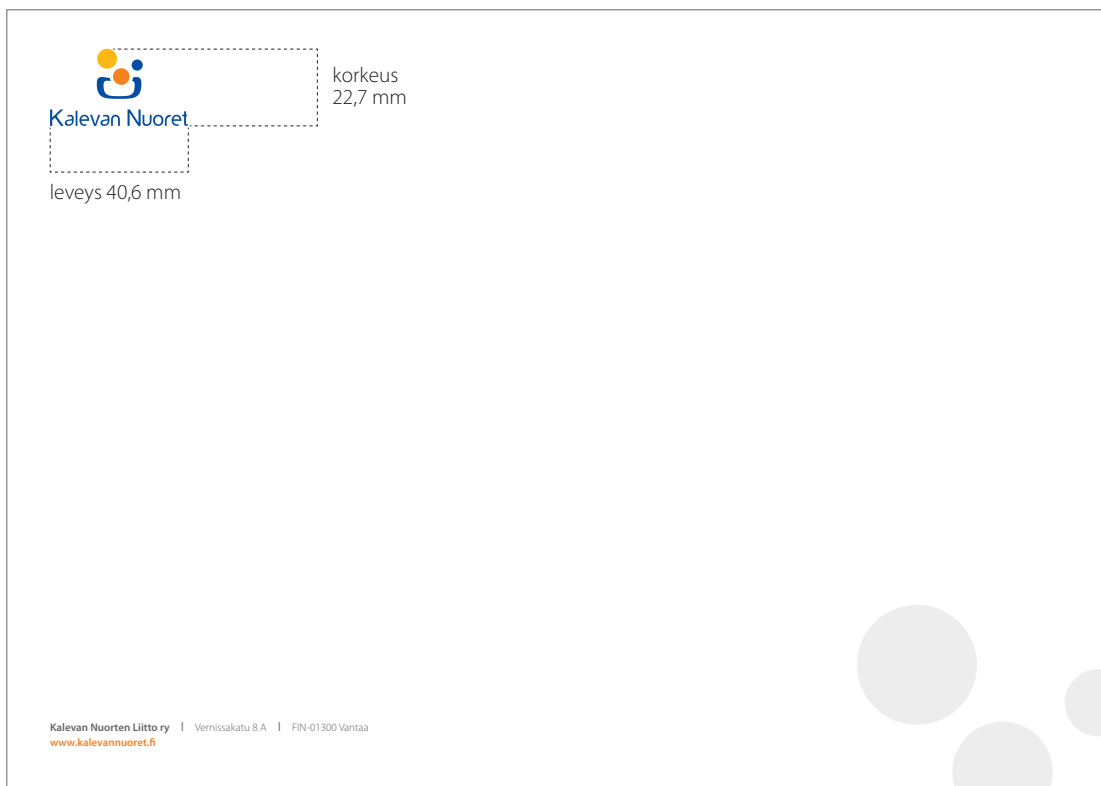 korkeus
22,7 mm
Kalevan Nuoret
leveys 40,6 mm
Kalevan Nuorten Liitto ry | Vernissakatu 8 A | FIN-01300 Vantaa
www.kalevannuoret.fi